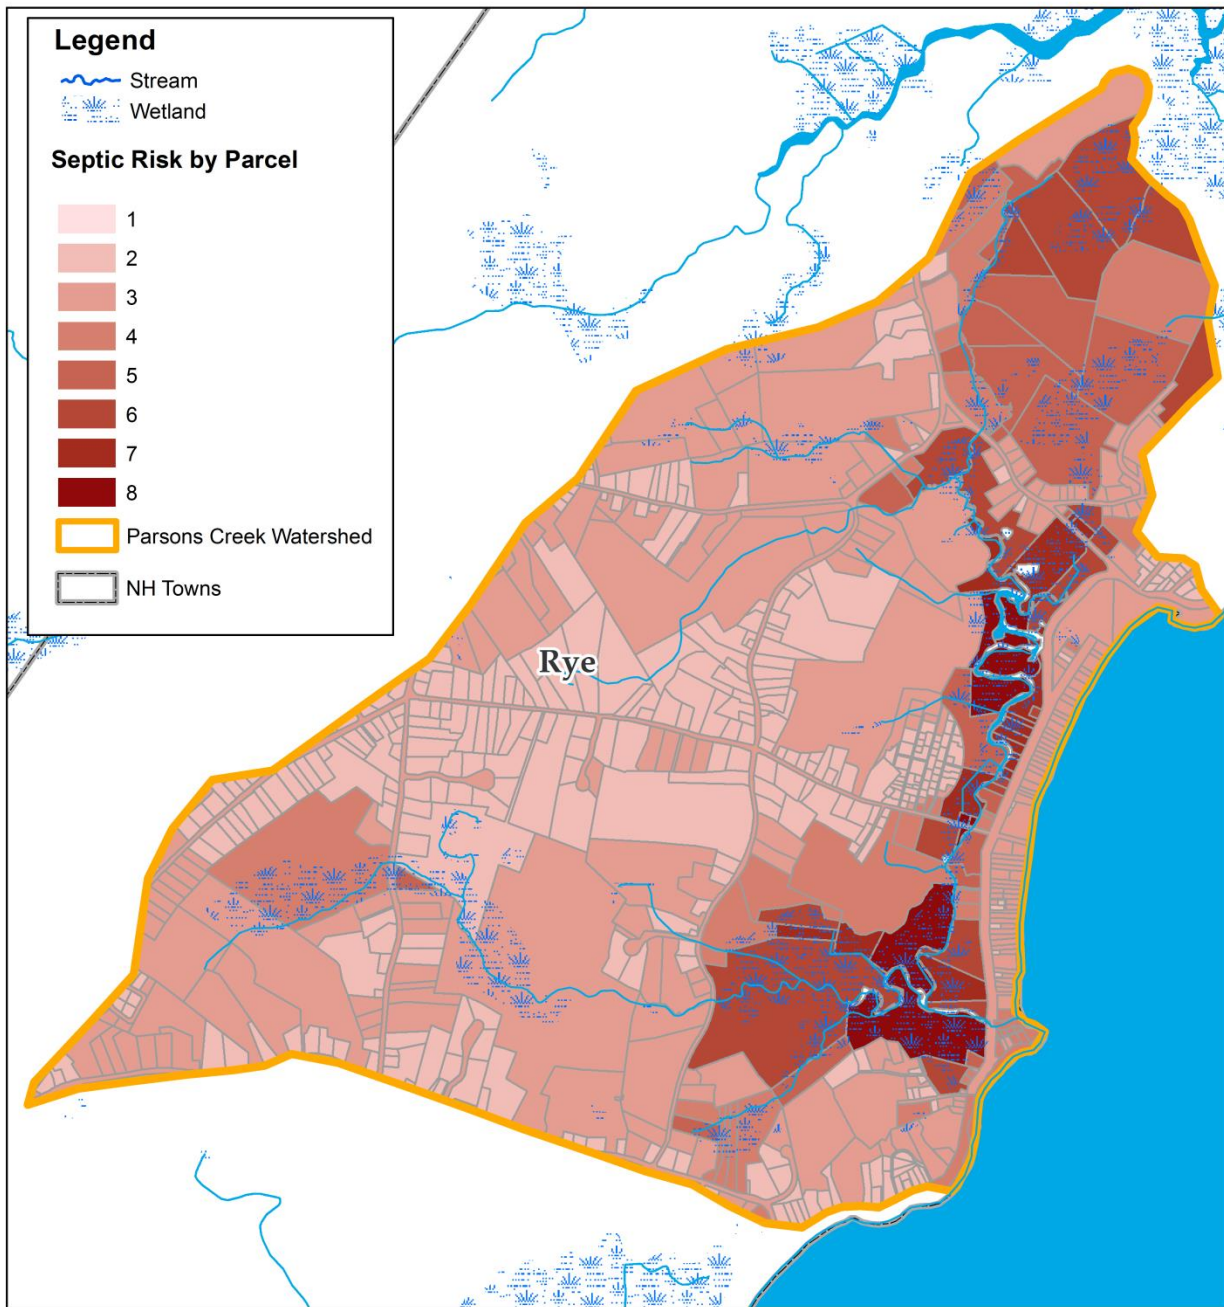 Legend
Stream
Wetland
Septic Risk by Parcel
1
2
3
4
5
6
7
8
Parsons Creek Watershed
NH Towns
Rye